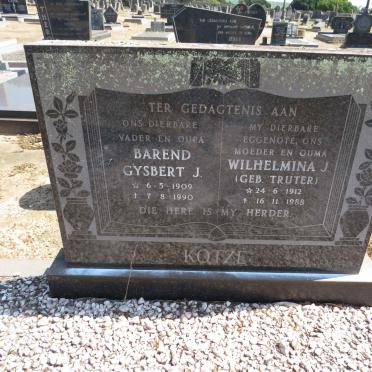 TER GEDAGTENIS AAN
ONS DIERBARE
VADER EN OUPA
BAREND
GYSBERT J.
☆ 6-5-1909
† 7-8-1990
MY DIERBARE
EGGENOTE, ONS
MOEDER EN OUMA
WILHELMINA J.
(GEB. TRUTER)
☆ 24-6-1912
† 16-11-1988
DIE HERE IS MY HERDER.
KOTZE